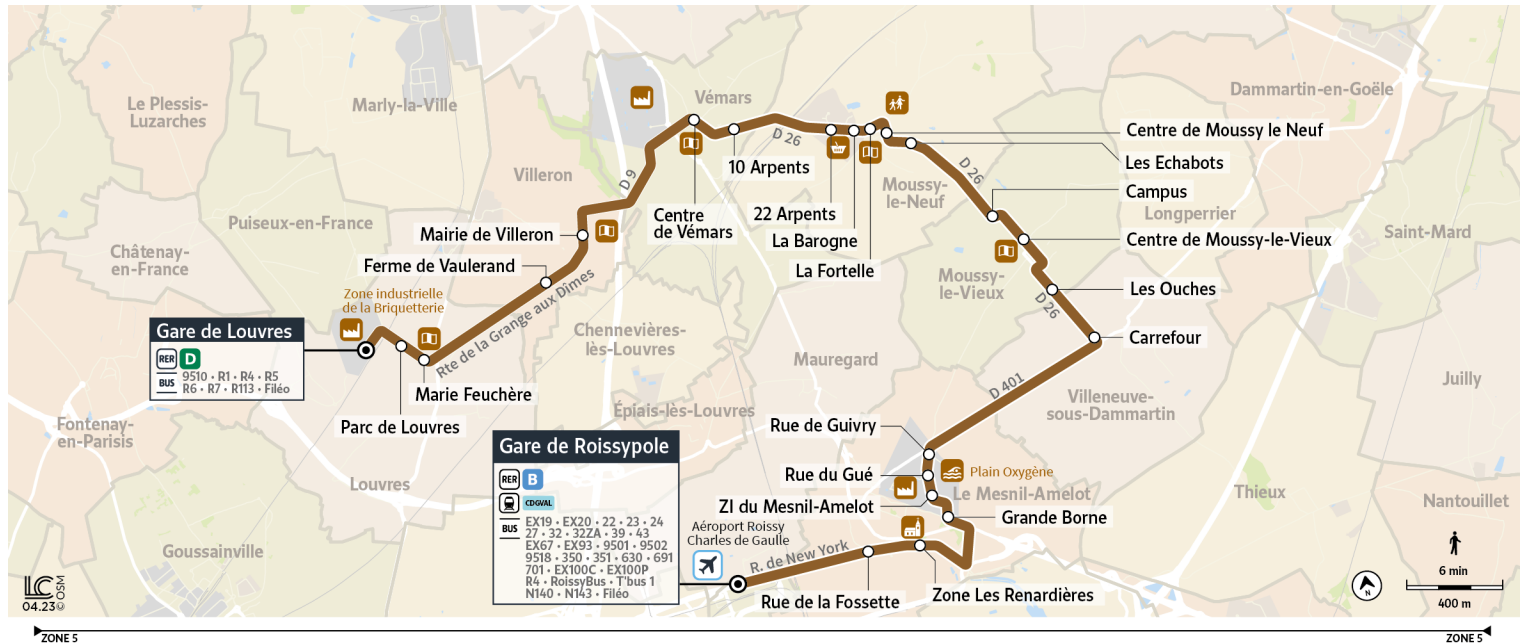 Le Plessis-
Luzarches
Marly-la-Ville
Vémars
Dammartin-en-Goële
D 26
Centre de Moussy le Neuf
10 Arpents
Les Echabots
D 9
D 26
Villeron
Moussy-
le-Neuf
Campus
Puiseux-en-France
Centre
de Vémars
22 Arpents
Longperrier
Mairie de Villeron
La Barogne
Centre de Moussy-le-Vieux
Saint-Mard
Châtenay-
en-France
Ferme de Vaulerand
La Fortelle
Moussy-
le-Vieux
Les Ouches
Zone industrielle
de la Briquetterie
Rte de la Grange aux Dîmes
D 26
Gare de Louvres
RER D
BUS
9510 • R1 • R4 • R5
R6 • R7 • R113 • Filéo
Chennevières-
lès-Louvres
Carrefour
Mauregard
Marie Feuchère
D 401
Juilly
Parc de Louvres
Épiais-lès-Louvres
Villeneuve-
sous-Dammartin
Fontenay-
en-Parisis
Rue de Guivry
Gare de Roissypole
RER B
CDGVAL
BUS
EX19 • EX20 • 22 • 23 • 24
27 • 32 • 32ZA • 39 • 43
EX67 • EX93 • 9501 • 9502
9518 • 350 • 351 • 630 • 691
701 • EX100C • EX100P
R4 • RoissyBus • T'bus 1
N140 • N143 • Filéo
Rue du Gué
Plain Oxygène
Louvres
Le Mesnil-Amelot
Thieux
Nantouillet
ZI du Mesnil-Amelot
Grande Borne
Aéroport Roissy
Charles de Gaulle
Goussainville
R. de New York
Rue de la Fossette
Zone Les Renardières
6 min
400 m
N
LC
04.23 © OSM
ZONE 5
ZONE 5